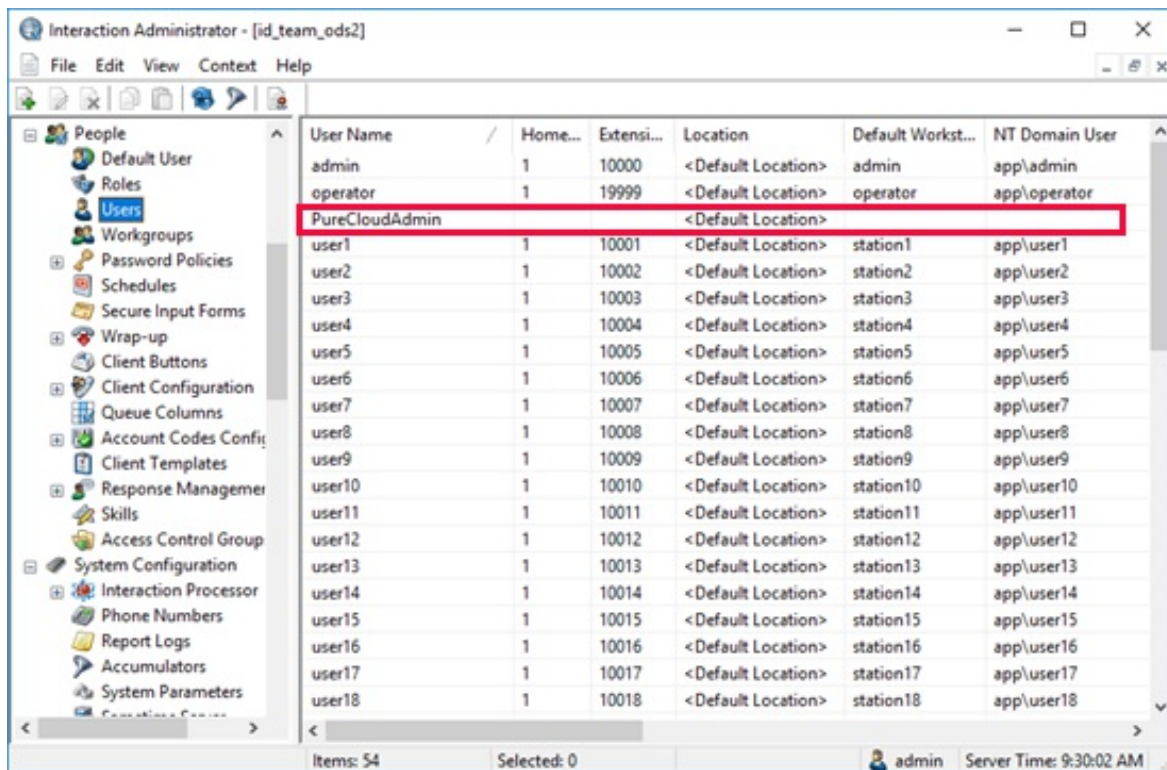 Interaction Administrator - [id_team_ods2]
File Edit View Context Help
People
Default User
Roles
Users
Workgroups
Password Policies
Schedules
Secure Input Forms
Wrap-up
Client Buttons
Client Configuration
Queue Columns
Account Codes Config
Client Templates
Response Managemen
Skills
Access Control Group
System Configuration
Interaction Processor
Phone Numbers
Report Logs
Accumulators
System Parameters
User Name Home... Extensi... Location Default Workst... NT Domain User
admin 1 10000 <Default Location> admin app\admin
operator 1 19999 <Default Location> operator app\operator
PureCloudAdmin <Default Location>
user1 1 10001 <Default Location> station1 app\user1
user2 1 10002 <Default Location> station2 app\user2
user3 1 10003 <Default Location> station3 app\user3
user4 1 10004 <Default Location> station4 app\user4
user5 1 10005 <Default Location> station5 app\user5
user6 1 10006 <Default Location> station6 app\user6
user7 1 10007 <Default Location> station7 app\user7
user8 1 10008 <Default Location> station8 app\user8
user9 1 10009 <Default Location> station9 app\user9
user10 1 10010 <Default Location> station10 app\user10
user11 1 10011 <Default Location> station11 app\user11
user12 1 10012 <Default Location> station12 app\user12
user13 1 10013 <Default Location> station13 app\user13
user14 1 10014 <Default Location> station14 app\user14
user15 1 10015 <Default Location> station15 app\user15
user16 1 10016 <Default Location> station16 app\user16
user17 1 10017 <Default Location> station17 app\user17
user18 1 10018 <Default Location> station18 app\user18
Items: 54 Selected: 0 admin Server Time: 9:30:02 AM